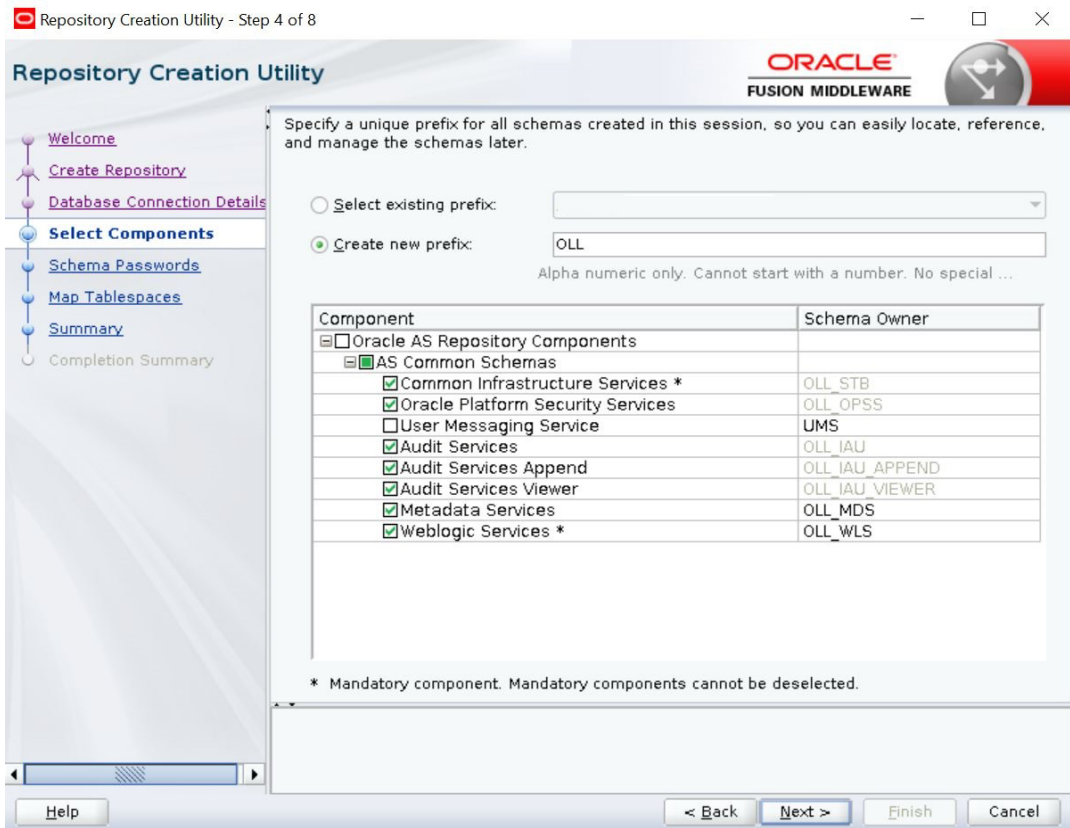 Repository Creation Utility - Step 4 of 8
Repository Creation Utility
ORACLE
FUSION MIDDLEWARE
Welcome
Create Repository
Database Connection Details
Select Components
Schema Passwords
Map Tablespaces
Summary
Completion Summary
Specify a unique prefix for all schemas created in this session, so you can easily locate, reference,
and manage the schemas later.
Select existing prefix:
Create new prefix: OLL
Alpha numeric only. Cannot start with a number. No special ...
Component Schema Owner
Oracle AS Repository Components
AS Common Schemas
Common Infrastructure Services * OLL_STB
Oracle Platform Security Services OLL_OPSS
User Messaging Service UMS
Audit Services OLL_IAU
Audit Services Append OLL_IAU_APPEND
Audit Services Viewer OLL_IAU_VIEWER
Metadata Services OLL_MDS
Weblogic Services * OLL_WLS
* Mandatory component. Mandatory components cannot be deselected.
Help < Back Next > Finish Cancel